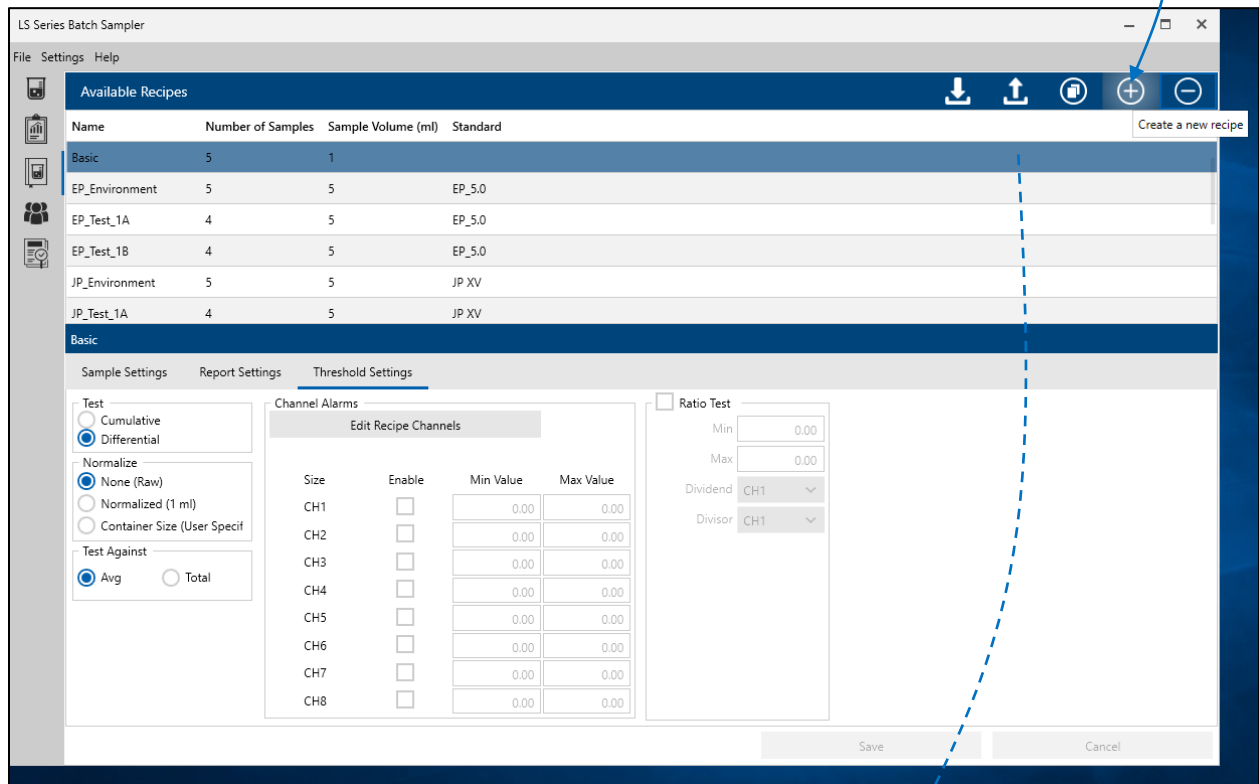 LS Series Batch Sampler
File Settings Help
Available Recipes
Create a new recipe
Name Number of Samples Sample Volume (ml) Standard
Basic 5 1
EP_Environment 5 5 EP_5.0
EP_Test_1A 4 5 EP_5.0
EP_Test_1B 4 5 EP_5.0
JP_Environment 5 5 JP XV
JP_Test_1A 4 5 JP XV
Basic
Sample Settings Report Settings Threshold Settings
Test
Cumulative
Differential
Normalize
None (Raw)
Normalized (1 ml)
Container Size (User Specif
Test Against
Avg Total
Channel Alarms
Edit Recipe Channels
Size Enable Min Value Max Value
CH1 0.00 0.00
CH2 0.00 0.00
CH3 0.00 0.00
CH4 0.00 0.00
CH5 0.00 0.00
CH6 0.00 0.00
CH7 0.00 0.00
CH8 0.00 0.00
Ratio Test
Min 0.00
Max 0.00
Dividend CH1
Divisor CH1
Save Cancel